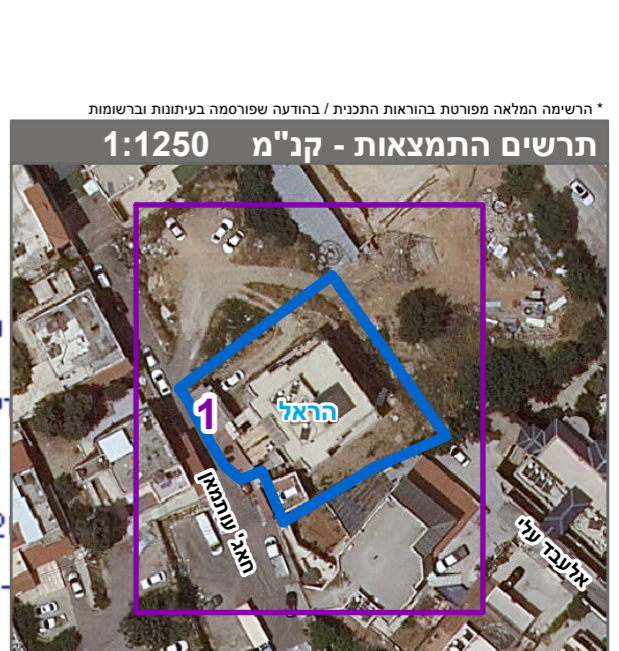 * הרשימה המלאה מפורטת בהוראות התכנית / בהודעה שפורסמה בעיתונות וברשומות
תרשים התמצאות - קנ"מ 1:1250
1
הראל
חאג' עותמאן
אלעבד עלי